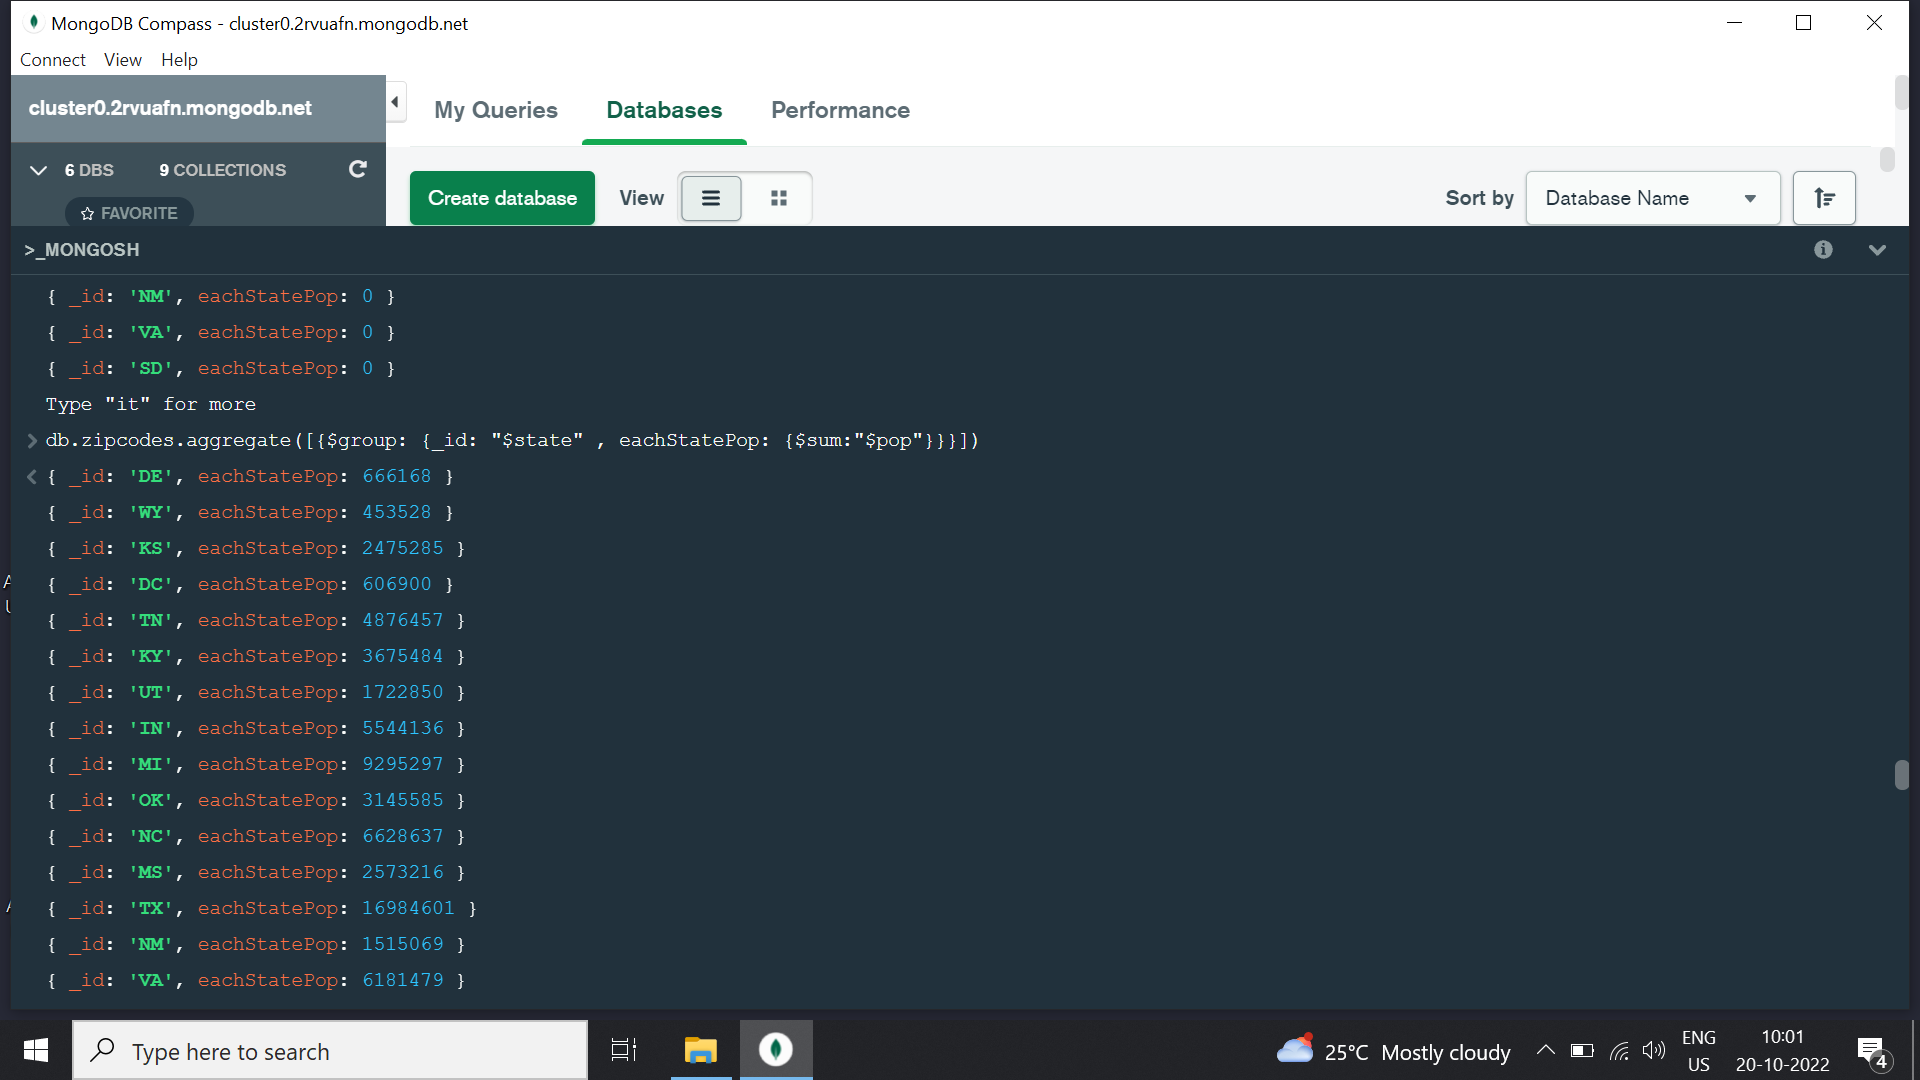 MongoDB Compass - cluster0.2rvuafn.mongodb.net
Connect View Help
cluster0.2rvuafn.mongodb.net
My Queries Databases Performance
6 DBS 9 COLLECTIONS
FAVORITE
Create database View Sort by Database Name
>_MONGOSH
{ _id: 'NM', eachStatePop: 0 }
{ _id: 'VA', eachStatePop: 0 }
{ _id: 'SD', eachStatePop: 0 }
Type "it" for more
> db.zipcodes.aggregate([{$group: {_id: "$state" , eachStatePop: {$sum:"$pop"}}}])
< { _id: 'DE', eachStatePop: 666168 }
{ _id: 'WY', eachStatePop: 453528 }
{ _id: 'KS', eachStatePop: 2475285 }
{ _id: 'DC', eachStatePop: 606900 }
{ _id: 'TN', eachStatePop: 4876457 }
{ _id: 'KY', eachStatePop: 3675484 }
{ _id: 'UT', eachStatePop: 1722850 }
{ _id: 'IN', eachStatePop: 5544136 }
{ _id: 'MI', eachStatePop: 9295297 }
{ _id: 'OK', eachStatePop: 3145585 }
{ _id: 'NC', eachStatePop: 6628637 }
{ _id: 'MS', eachStatePop: 2573216 }
{ _id: 'TX', eachStatePop: 16984601 }
{ _id: 'NM', eachStatePop: 1515069 }
{ _id: 'VA', eachStatePop: 6181479 }
Type here to search
25°C Mostly cloudy
ENG
US
10:01
20-10-2022
4